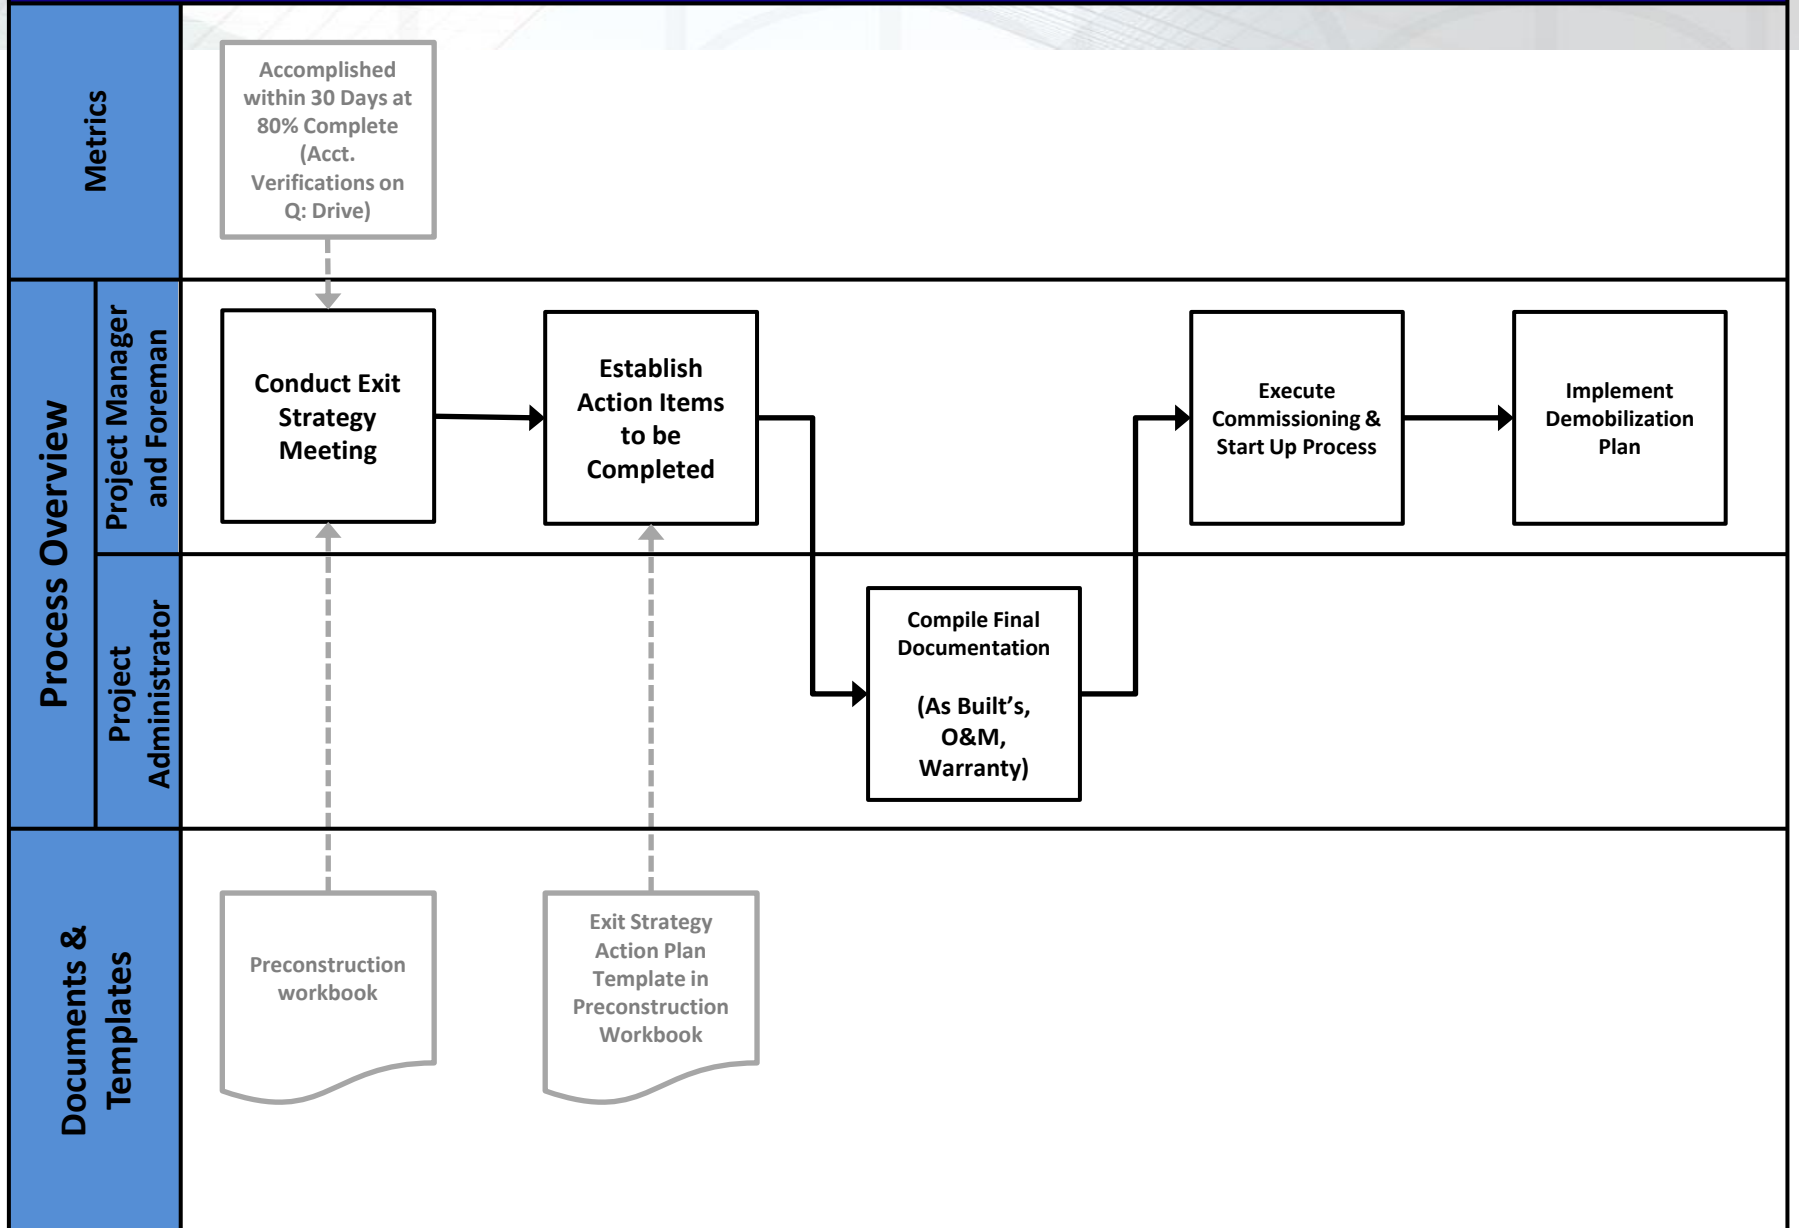 Metrics
Accomplished
within 30 Days at
80% Complete
(Acct.
Verifications on
Q: Drive)
Process Overview
Project Manager
and Foreman
Conduct Exit
Strategy
Meeting
Establish
Action Items
to be
Completed
Execute
Commissioning &
Start Up Process
Implement
Demobilization
Plan
Project
Administrator
Compile Final
Documentation
(As Built’s,
O&M,
Warranty)
Documents &
Templates
Preconstruction
workbook
Exit Strategy
Action Plan
Template in
Preconstruction
Workbook